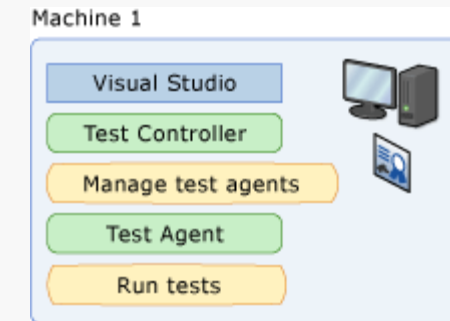 Machine 1
Visual Studio
Test Controller
Manage test agents
Test Agent
Run tests